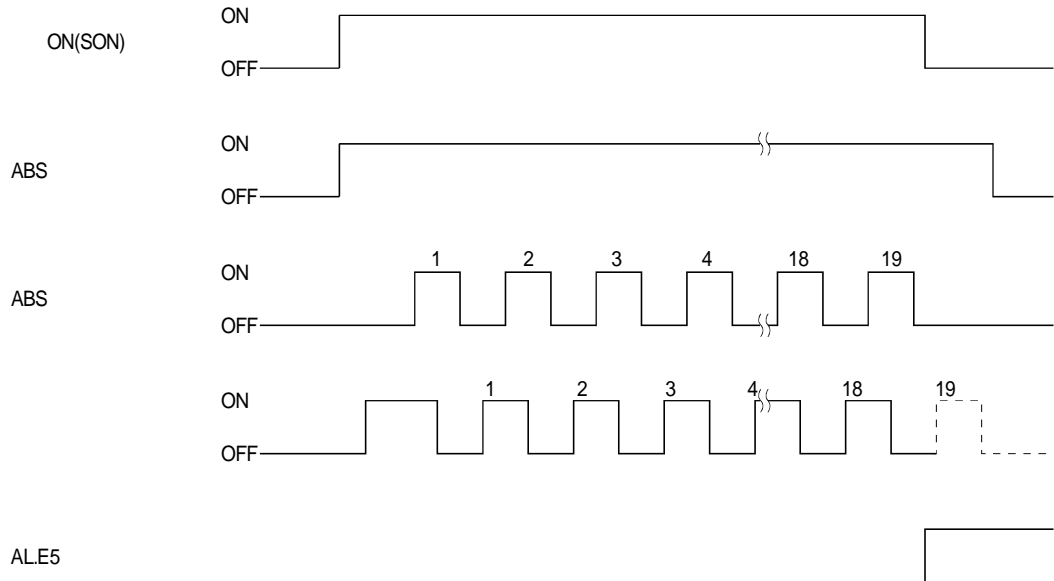 ON(SON)
ON
OFF
ABS
ON
OFF
ABS
ON
OFF
1 2 3 4 18 19
ON
OFF
1 2 3 4 18 19
AL.E5